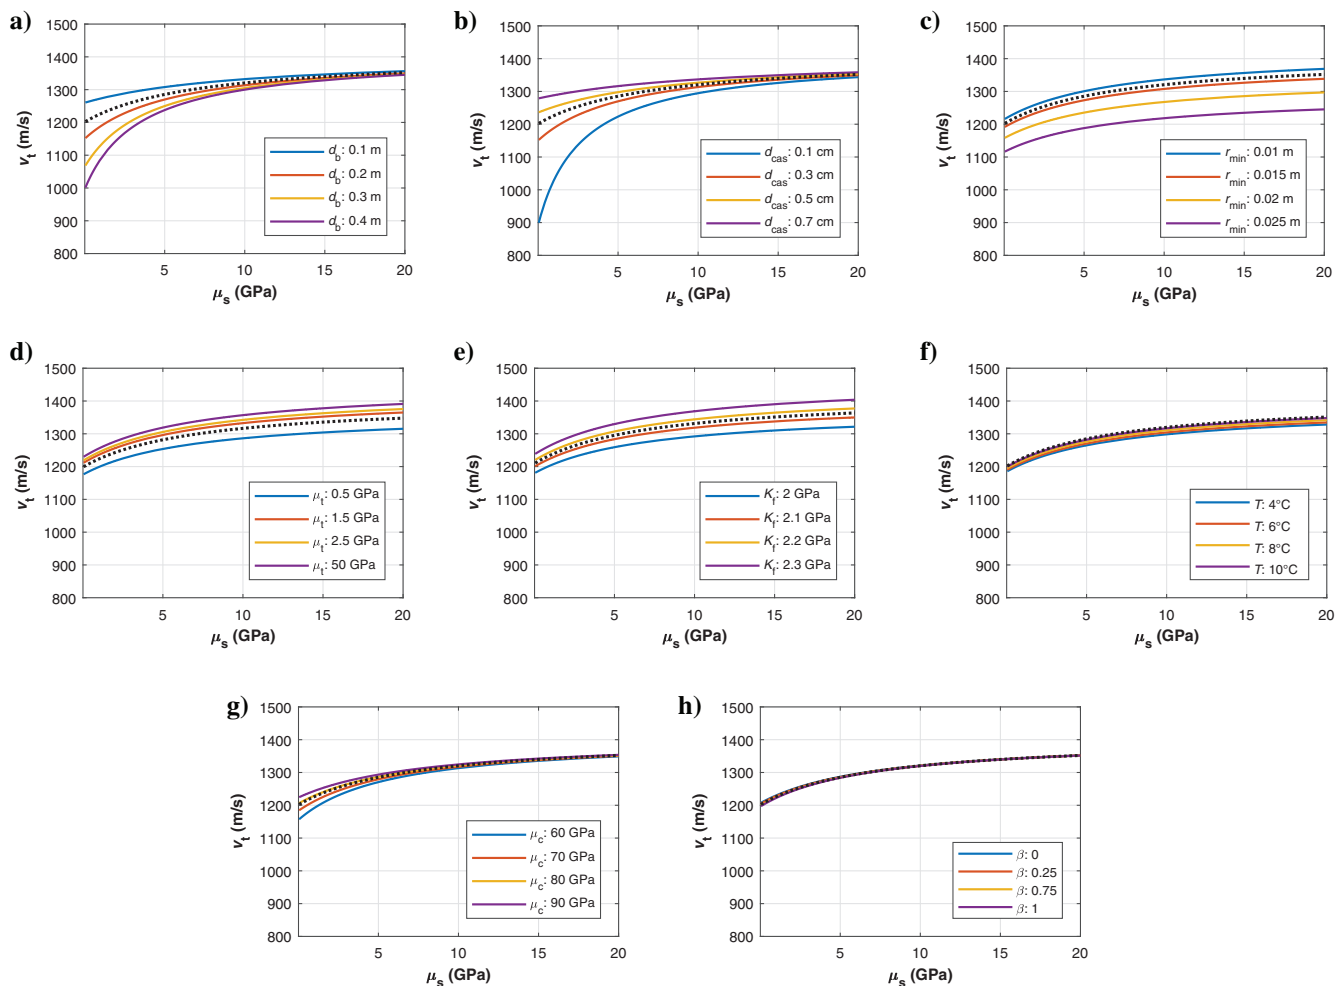 a)
1500
1400
1300
1200
1100
1000
900
800
v_t (m/s)
d_b: 0.1 m
d_b: 0.2 m
d_b: 0.3 m
d_b: 0.4 m
5 10 15 20
μ_s (GPa)
b)
1500
1400
1300
1200
1100
1000
900
800
v_t (m/s)
d_cas: 0.1 cm
d_cas: 0.3 cm
d_cas: 0.5 cm
d_cas: 0.7 cm
5 10 15 20
μ_s (GPa)
c)
1500
1400
1300
1200
1100
1000
900
800
v_t (m/s)
r_min: 0.01 m
r_min: 0.015 m
r_min: 0.02 m
r_min: 0.025 m
5 10 15 20
μ_s (GPa)
d)
1500
1400
1300
1200
1100
1000
900
800
v_t (m/s)
μ_t: 0.5 GPa
μ_t: 1.5 GPa
μ_t: 2.5 GPa
μ_t: 50 GPa
5 10 15 20
μ_s (GPa)
e)
1500
1400
1300
1200
1100
1000
900
800
v_t (m/s)
K_f: 2 GPa
K_f: 2.1 GPa
K_f: 2.2 GPa
K_f: 2.3 GPa
5 10 15 20
μ_s (GPa)
f)
1500
1400
1300
1200
1100
1000
900
800
v_t (m/s)
T: 4°C
T: 6°C
T: 8°C
T: 10°C
5 10 15 20
μ_s (GPa)
g)
1500
1400
1300
1200
1100
1000
900
800
v_t (m/s)
μ_c: 60 GPa
μ_c: 70 GPa
μ_c: 80 GPa
μ_c: 90 GPa
5 10 15 20
μ_s (GPa)
h)
1500
1400
1300
1200
1100
1000
900
800
v_t (m/s)
β: 0
β: 0.25
β: 0.75
β: 1
5 10 15 20
μ_s (GPa)